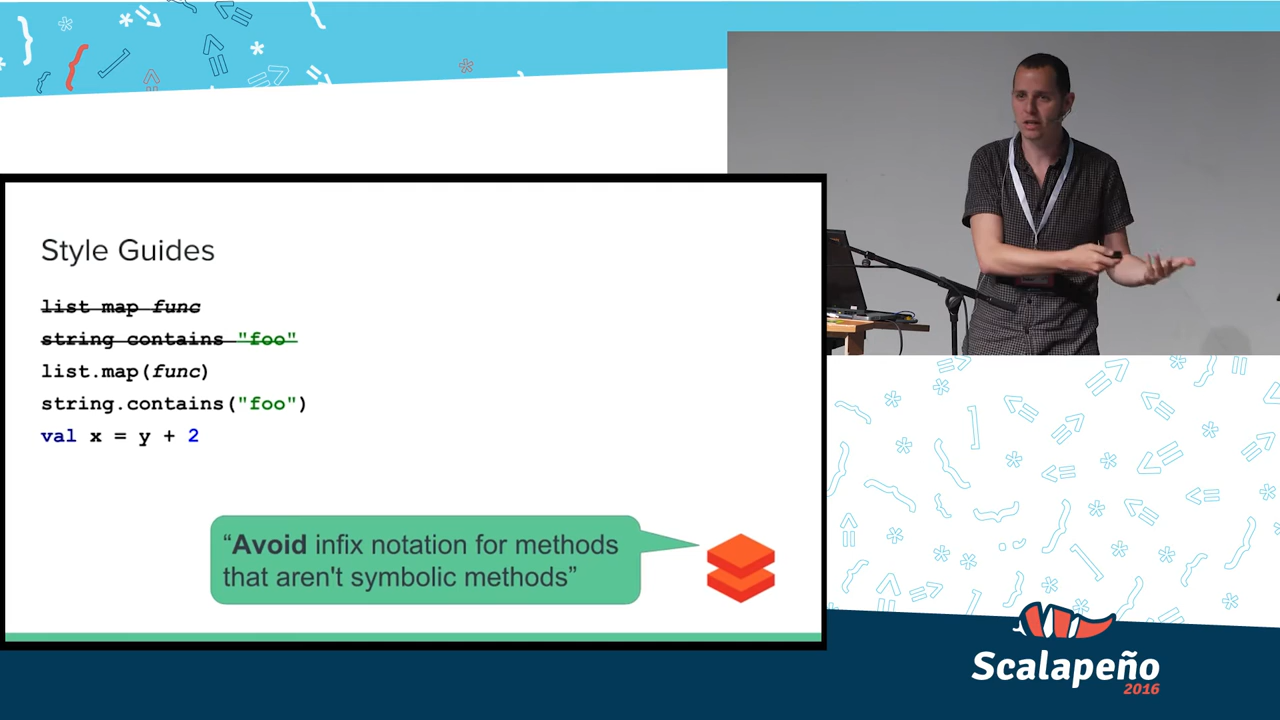 Style Guides
list map func
string contains "foo"
list.map(func)
string.contains("foo")
val x = y + 2
“Avoid infix notation for methods
that aren't symbolic methods”
Scalapeño
2016